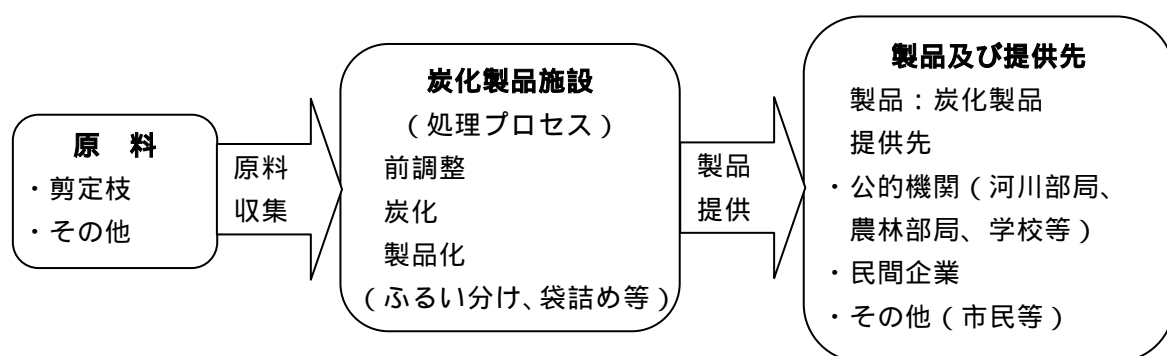 原　料
・剪定枝
・その他
原料
収集
炭化製品施設
（処理プロセス）
前調整
炭化
製品化
（ふるい分け、袋詰め等）
製品
提供
製品及び提供先
製品：炭化製品
提供先
・公的機関（河川部局、
農林部局、学校等）
・民間企業
・その他（市民等）